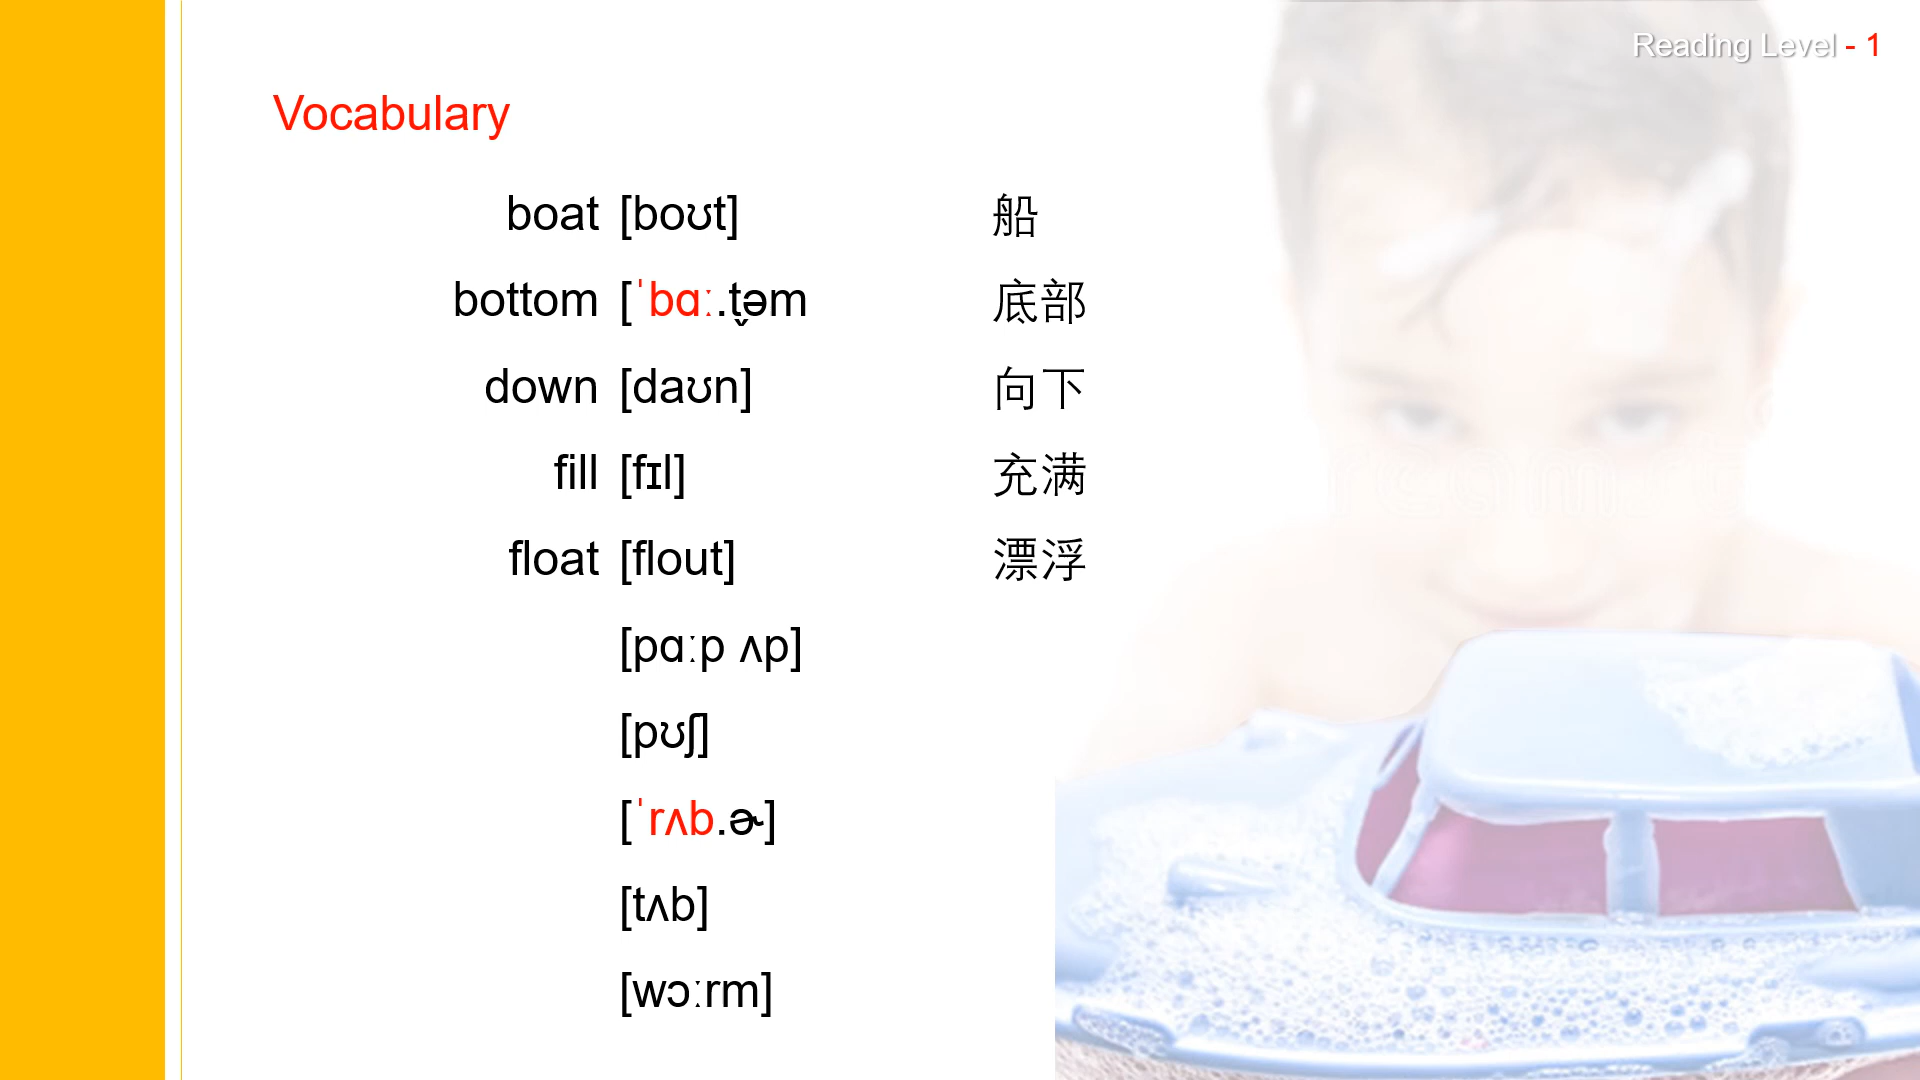 Reading Level - 1
Vocabulary
boat [boʊt] 船
bottom [ˈbɑː.t̬əm 底部
down [daʊn] 向下
fill [fɪl] 充满
float [flout] 漂浮
[pɑːp ʌp]
[pʊʃ]
[ˈrʌb.ɚ]
[tʌb]
[wɔːrm]